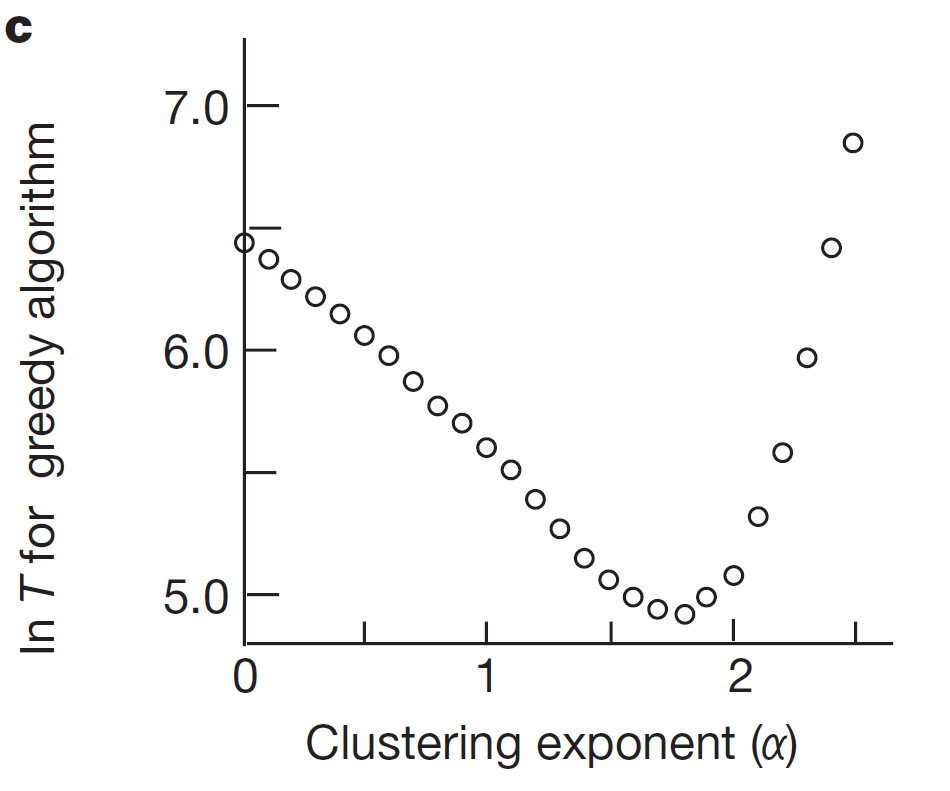 c
7.0
6.0
5.0
ln T for greedy algorithm
0 1 2
Clustering exponent (α)